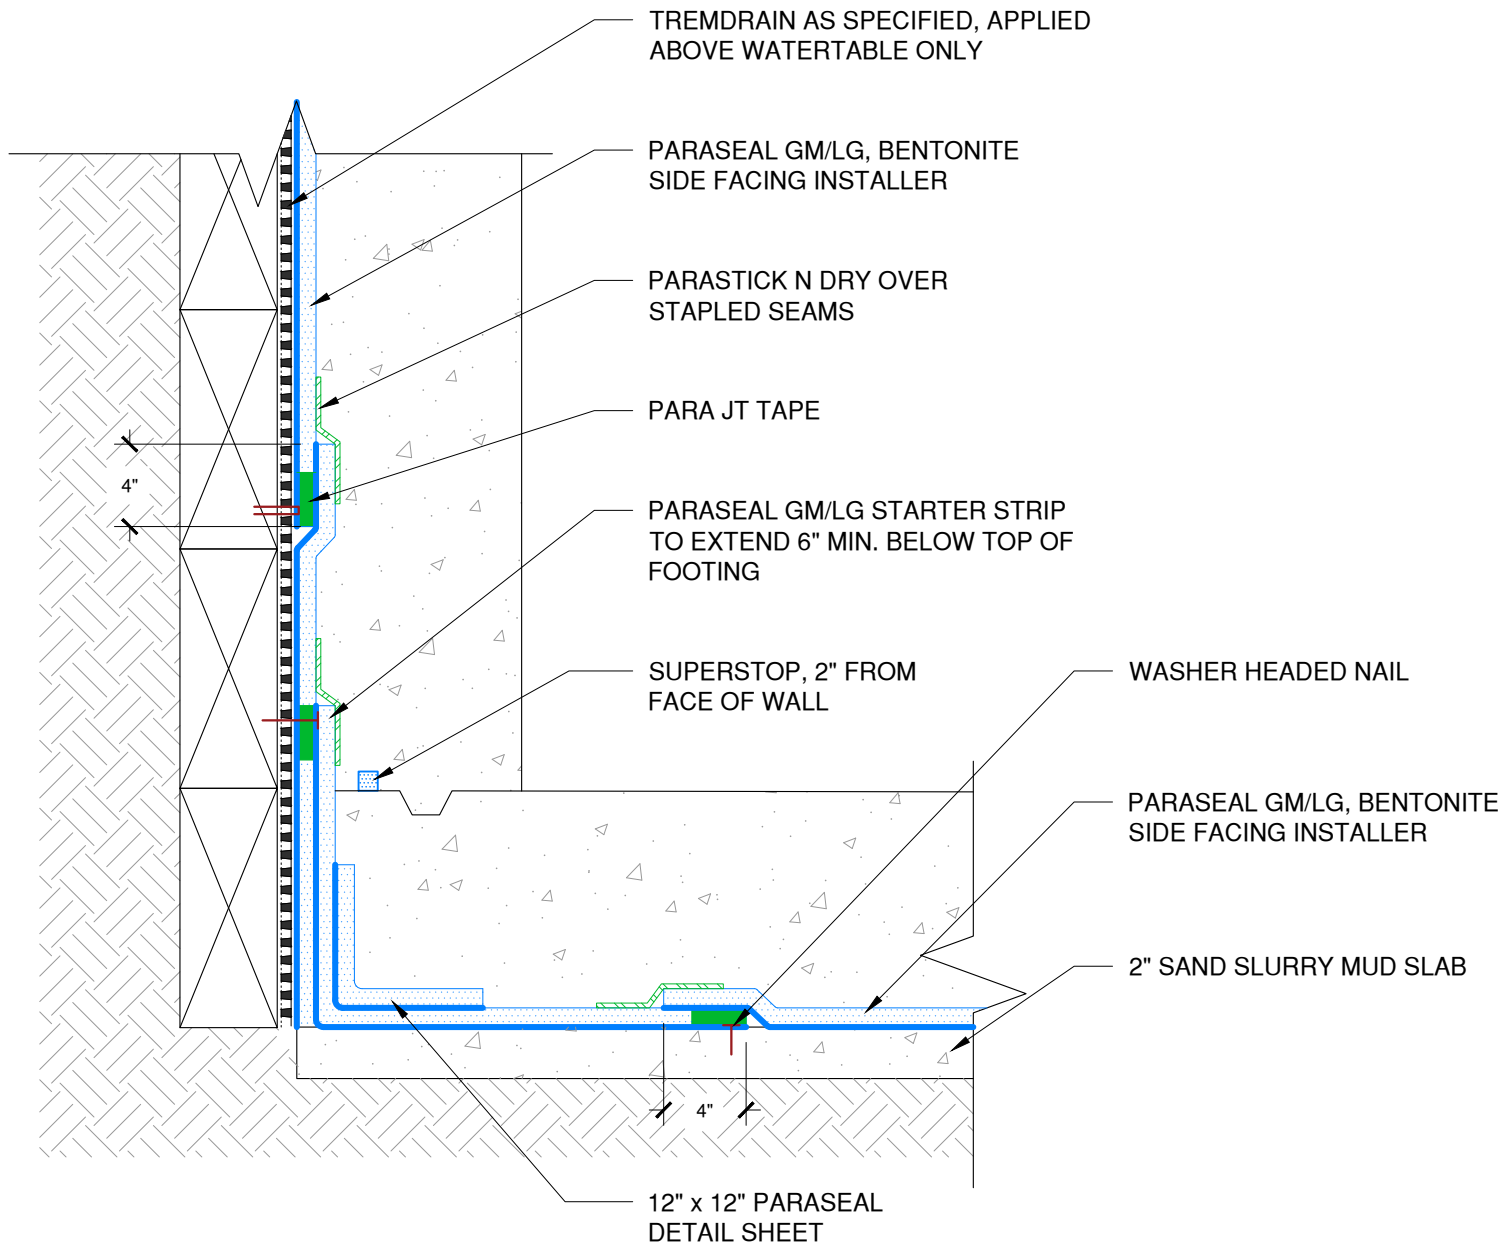 TREMDRAIN AS SPECIFIED, APPLIED
ABOVE WATERTABLE ONLY
PARASEAL GM/LG, BENTONITE
SIDE FACING INSTALLER
PARASTICK N DRY OVER
STAPLED SEAMS
PARA JT TAPE
4"
PARASEAL GM/LG STARTER STRIP
TO EXTEND 6" MIN. BELOW TOP OF
FOOTING
SUPERSTOP, 2" FROM
FACE OF WALL
WASHER HEADED NAIL
PARASEAL GM/LG, BENTONITE
SIDE FACING INSTALLER
2" SAND SLURRY MUD SLAB
4"
12" x 12" PARASEAL
DETAIL SHEET